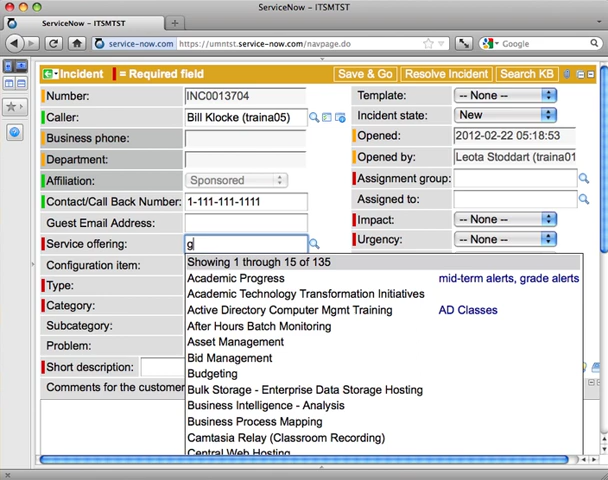 ServiceNow – ITSMTST
ServiceNow – ITSMTST
service-now.com
https://umntst.service-now.com/navpage.do
Google
Incident
= Required field
Save & Go
Resolve Incident
Search KB
Number:
INC0013704
Template:
-- None --
Caller:
Bill Klocke (traina05)
Incident state:
New
Business phone:
Opened:
2012-02-22 05:18:53
Department:
Opened by:
Leota Stoddart (traina01
Affiliation:
Sponsored
Assignment group:
Contact/Call Back Number:
1-111-111-1111
Assigned to:
Guest Email Address:
Impact:
-- None --
Service offering:
g
Urgency:
-- None --
Configuration item:
Type:
Category:
Subcategory:
Problem:
Short description:
Comments for the customer
Showing 1 through 15 of 135
Academic Progress
mid-term alerts, grade alerts
Academic Technology Transformation Initiatives
Active Directory Computer Mgmt Training
AD Classes
After Hours Batch Monitoring
Asset Management
Bid Management
Budgeting
Bulk Storage - Enterprise Data Storage Hosting
Business Intelligence - Analysis
Business Process Mapping
Camtasia Relay (Classroom Recording)
Central Web Hosting